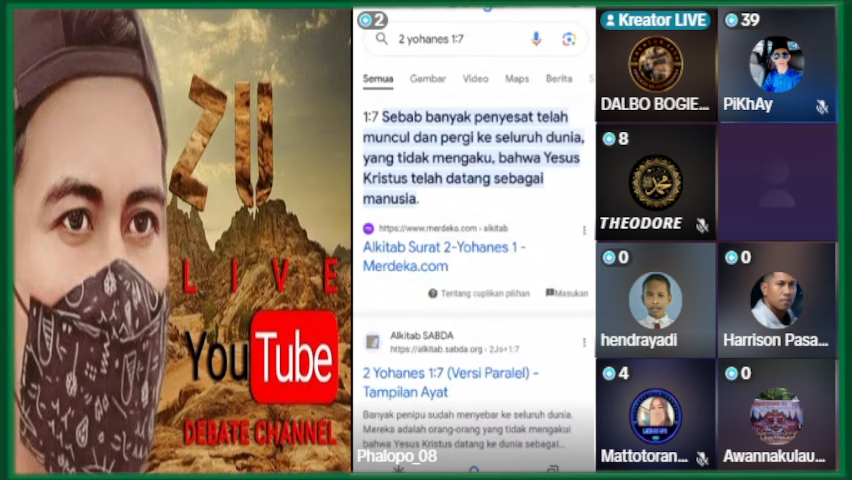 ZU
LIVE
YouTube
DEBATE CHANNEL
2
2 yohanes 1:7
Semua Gambar Video Maps Berita
1:7 Sebab banyak penyesat telah
muncul dan pergi ke seluruh dunia,
yang tidak mengaku, bahwa Yesus
Kristus telah datang sebagai
manusia.
https://www.merdeka.com › alkitab
Alkitab Surat 2-Yohanes 1 -
Merdeka.com
Tentang cuplikan pilihan Masukan
Alkitab SABDA
https://alkitab.sabda.org › 2Jo+1:7
2 Yohanes 1:7 (Versi Paralel) -
Tampilan Ayat
Banyak penipu sudah menyebar ke seluruh dunia.
Mereka adalah orang-orang yang tidak mengakui
bahwa Yesus Kristus datang ke dunia sebagai...
Phalopo_08
Kreator LIVE
DALBO BOGIE...
39
PiKhAy
8
THEODORE
0
hendrayadi
0
Harrison Pasa...
4
Mattotoran...
0
Awannakulau...